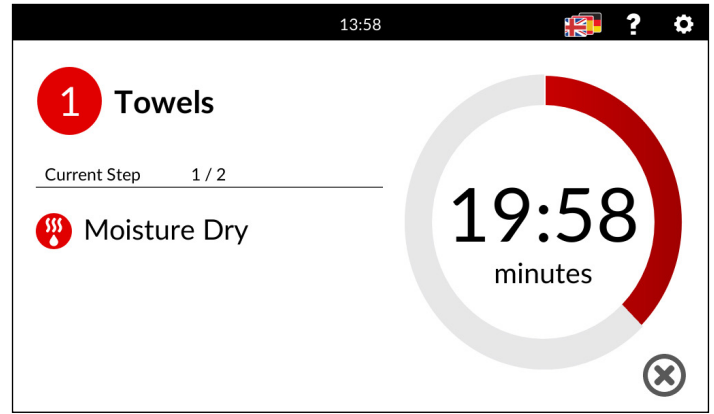 13:58
?
1 Towels
Current Step 1 / 2
Moisture Dry
19:58
minutes